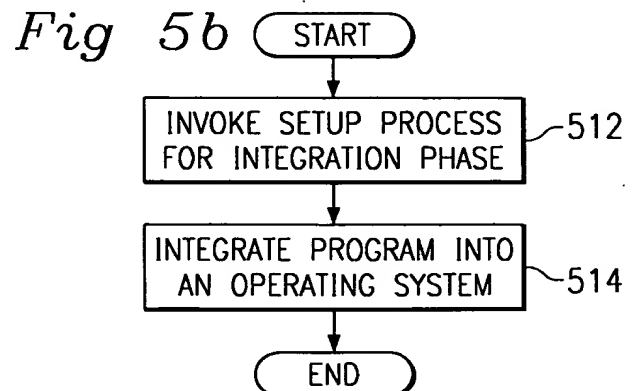 Fig 5b
START
INVOKE SETUP PROCESS
FOR INTEGRATION PHASE
512
INTEGRATE PROGRAM INTO
AN OPERATING SYSTEM
514
END